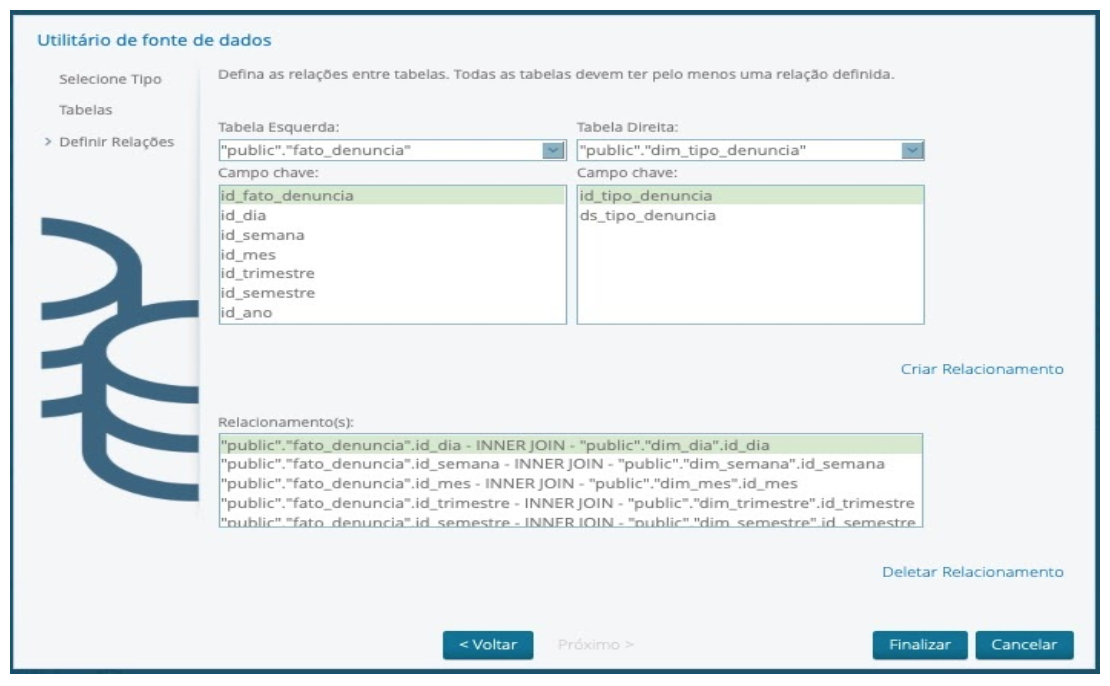 Utilitário de fonte de dados
Selecione Tipo
Tabelas
> Definir Relações
Defina as relações entre tabelas. Todas as tabelas devem ter pelo menos uma relação definida.
Tabela Esquerda:
"public"."fato_denuncia"
Campo chave:
id_fato_denuncia
id_dia
id_semana
id_mes
id_trimestre
id_semestre
id_ano
Tabela Direita:
"public"."dim_tipo_denuncia"
Campo chave:
id_tipo_denuncia
ds_tipo_denuncia
Criar Relacionamento
Relacionamento(s):
"public"."fato_denuncia".id_dia - INNER JOIN - "public"."dim_dia".id_dia
"public"."fato_denuncia".id_semana - INNER JOIN - "public"."dim_semana".id_semana
"public"."fato_denuncia".id_mes - INNER JOIN - "public"."dim_mes".id_mes
"public"."fato_denuncia".id_trimestre - INNER JOIN - "public"."dim_trimestre".id_trimestre
"public"."fato_denuncia".id_semestre - INNER JOIN - "public"."dim_semestre".id_semestre
Deletar Relacionamento
< Voltar
Próximo >
Finalizar
Cancelar